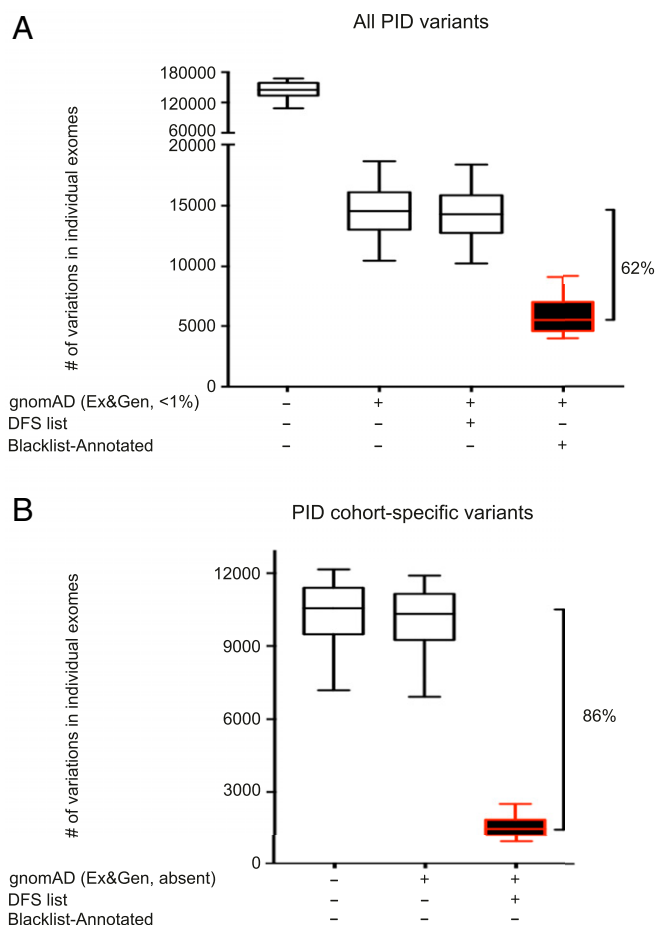 A
All PID variants
# of variations in individual exomes
180000
120000
60000
20000
15000
10000
5000
0
62%
gnomAD (Ex&Gen, <1%) – + + +
DFS list – – + –
Blacklist-Annotated – – – +
B
PID cohort-specific variants
# of variations in individual exomes
12000
9000
6000
3000
0
86%
gnomAD (Ex&Gen, absent) – + +
DFS list – – +
Blacklist-Annotated – – –